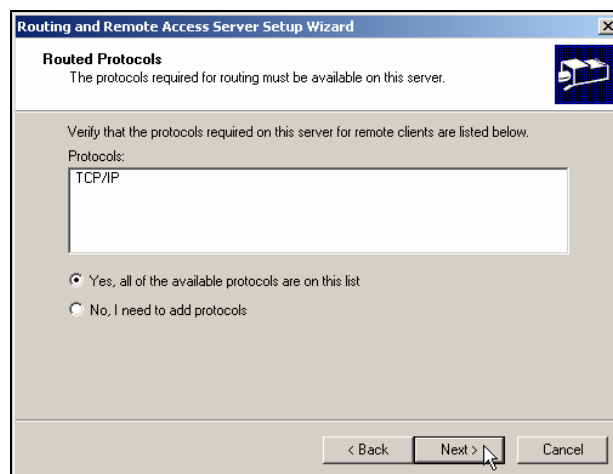 Routing and Remote Access Server Setup Wizard
Routed Protocols
The protocols required for routing must be available on this server.
Verify that the protocols required on this server for remote clients are listed below.
Protocols:
TCP/IP
Yes, all of the available protocols are on this list
No, I need to add protocols
< Back Next > Cancel